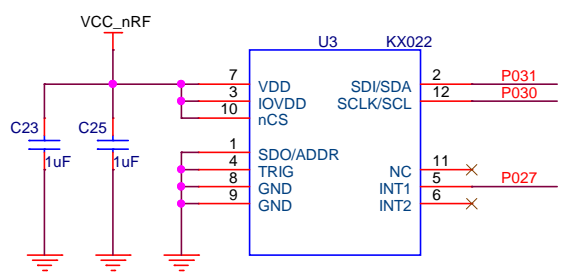 VCC_nRF
U3 KX022
7 VDD SDI/SDA 2 P031
3 IOVDD SCLK/SCL 12 P030
10 nCS
C23 1uF
C25 1uF
1 SDO/ADDR
4 TRIG NC 11
8 GND INT1 5 P027
9 GND INT2 6